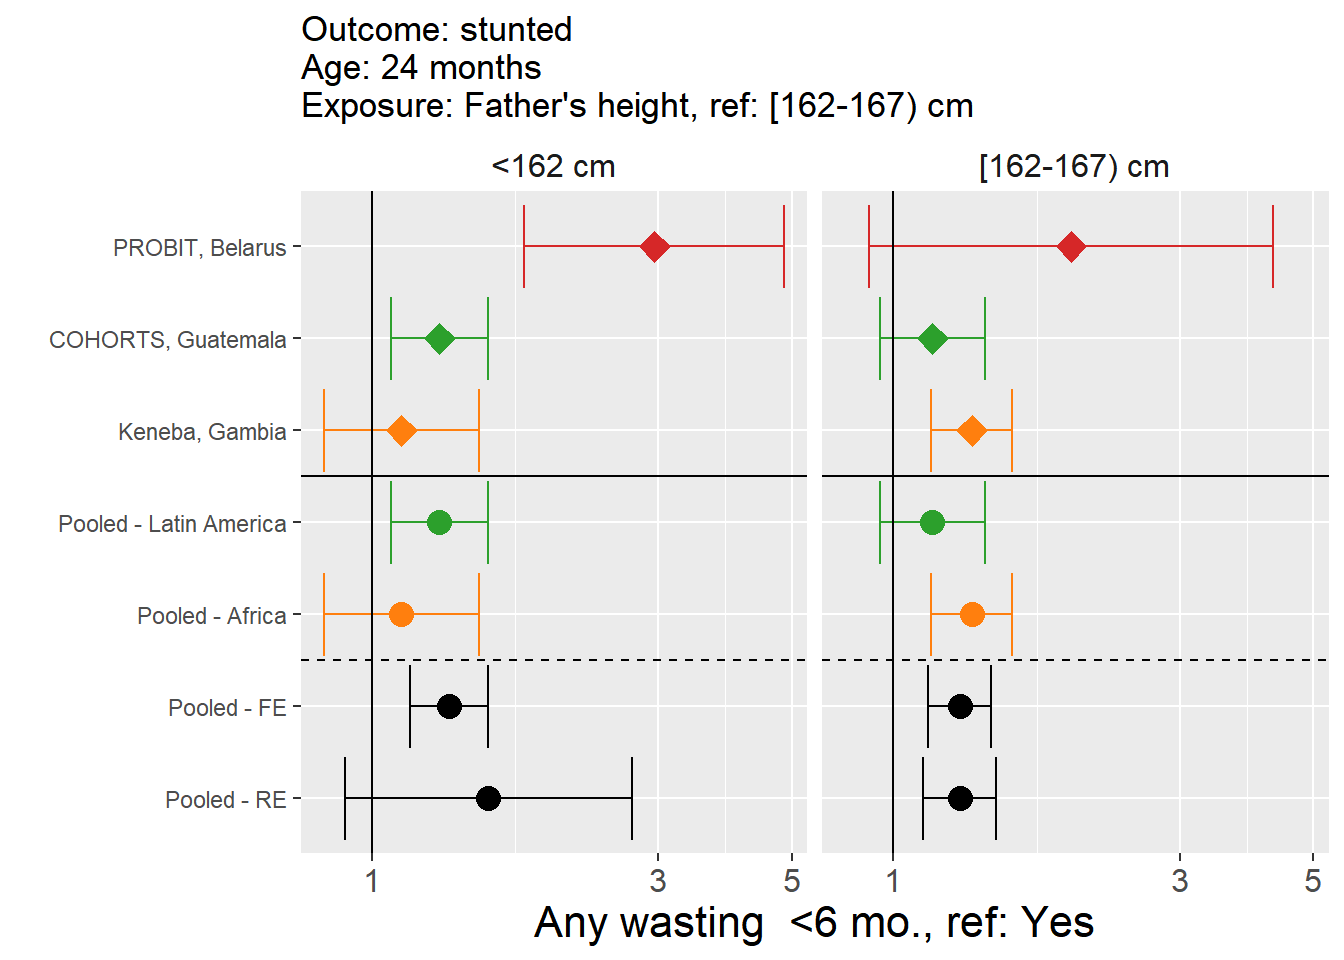 Outcome: stunted
Age: 24 months
Exposure: Father's height, ref: [162-167) cm
<162 cm
[162-167) cm
PROBIT, Belarus
COHORTS, Guatemala
Keneba, Gambia
Pooled - Latin America
Pooled - Africa
Pooled - FE
Pooled - RE
1 3 5
1 3 5
Any wasting  <6 mo., ref: Yes